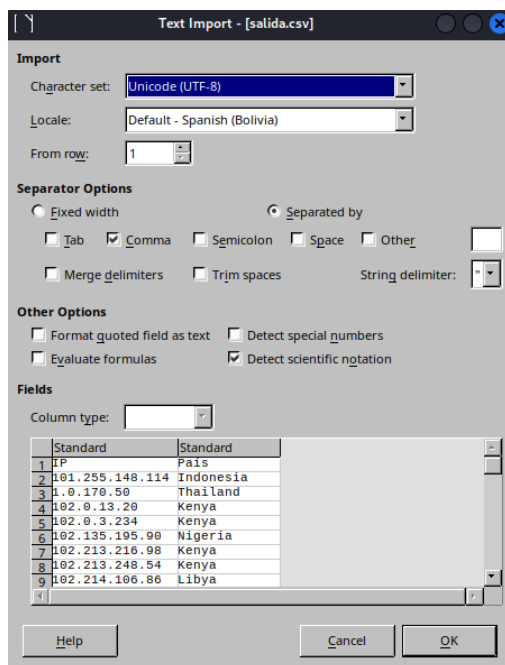 Text Import - [salida.csv]
Import
Character set: Unicode (UTF-8)
Locale: Default - Spanish (Bolivia)
From row: 1
Separator Options
Fixed width Separated by
Tab Comma Semicolon Space Other
Merge delimiters Trim spaces String delimiter: "
Other Options
Format quoted field as text Detect special numbers
Evaluate formulas Detect scientific notation
Fields
Column type:
Standard Standard
1 IP País
2 101.255.148.114 Indonesia
3 1.0.170.50 Thailand
4 102.0.13.20 Kenya
5 102.0.3.234 Kenya
6 102.135.195.90 Nigeria
7 102.213.216.98 Kenya
8 102.213.248.54 Kenya
9 102.214.106.86 Libya
Help Cancel OK